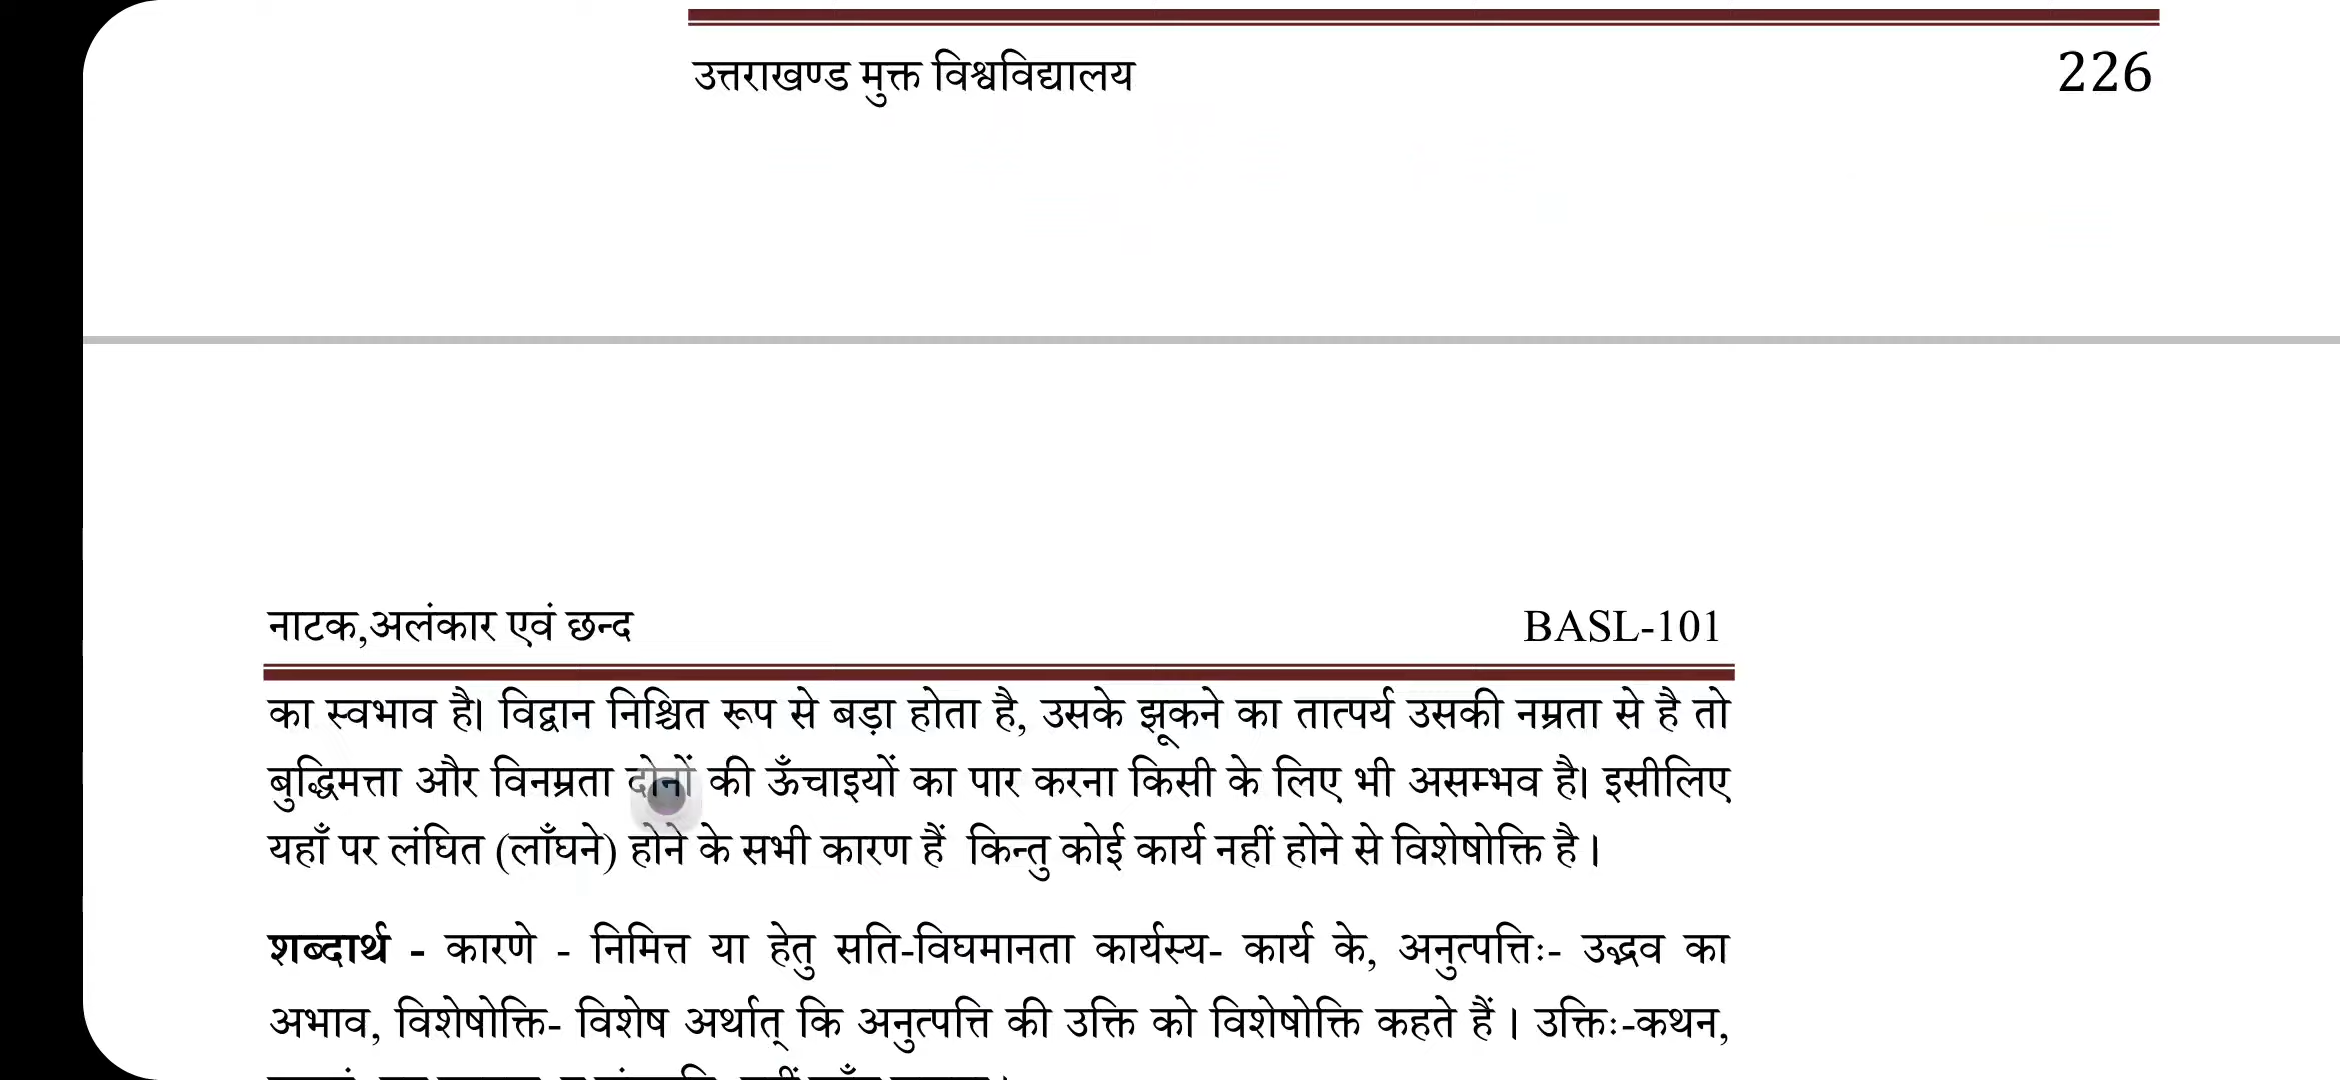 उत्तराखण्ड मुक्त विश्वविद्यालय 226
नाटक,अलंकार एवं छन्द BASL-101
का स्वभाव है। विद्वान निश्चित रूप से बड़ा होता है, उसके झूकने का तात्पर्य उसकी नम्रता से है तो
बुद्धिमत्ता और विनम्रता दोनों की ऊँचाइयों का पार करना किसी के लिए भी असम्भव है। इसीलिए
यहाँ पर लंघित (लाँघने) होने के सभी कारण हैं किन्तु कोई कार्य नहीं होने से विशेषोक्ति है।
शब्दार्थ - कारणे - निमित्त या हेतु सति-विघमानता कार्यस्य- कार्य के, अनुत्पत्तिः- उद्भव का
अभाव, विशेषोक्ति- विशेष अर्थात् कि अनुत्पत्ति की उक्ति को विशेषोक्ति कहते हैं । उक्तिः-कथन,